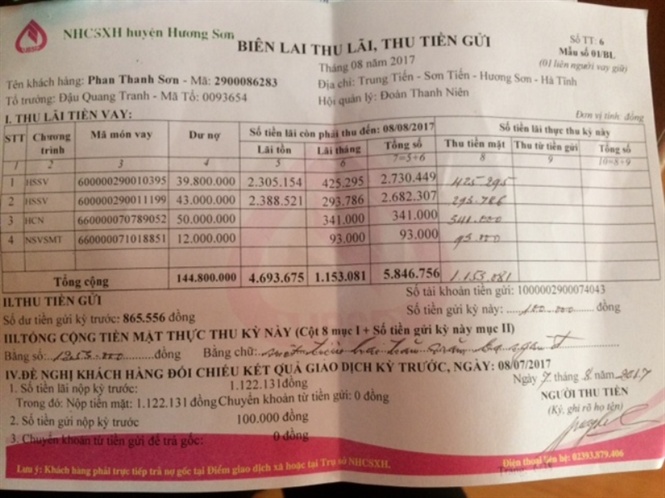 NHCSXH huyện Hương Sơn
BIÊN LAI THU LÃI, THU TIỀN GỬI
Số TT: 6
Mẫu số 01/BL
Tháng 08 năm 2017
(01 liên người vay giữ)
Tên khách hàng: Phan Thanh Sơn - Mã: 2900086283
Địa chỉ: Trung Tiến - Sơn Tiến - Hương Sơn - Hà Tĩnh
Tổ trưởng: Đậu Quang Tranh - Mã Tổ: 0093654
Hội quản lý: Đoàn Thanh Niên
I. THU LÃI TIỀN VAY:
Đơn vị tính: đồng
STT Chương trình Mã món vay Dư nợ Số tiền lãi còn phải thu đến: 08/08/2017 Số tiền lãi thực thu kỳ này
Lãi tồn Lãi tháng Tổng số Thu tiền mặt Thu từ tiền gửi Tổng số
1 2 3 4 5 6 7=5+6 8 9 10=8+9
1 HSSV 600000290010395 39.800.000 2.305.154 425.295 2.730.449 425.295
2 HSSV 600000290011199 43.000.000 2.388.521 293.786 2.682.307 293.786
3 HCN 660000070789052 50.000.000 341.000 341.000 341.000
4 NSVSMT 660000071018851 12.000.000 93.000 93.000 93.000
Tổng cộng 144.800.000 4.693.675 1.153.081 5.846.756 1.153.081
II.THU TIỀN GỬI
Số tài khoản tiền gửi: 1000002900074043
Số dư tiền gửi kỳ trước: 865.556 đồng
Số tiền gửi kỳ này: 100.000 đồng
III.TỔNG CỘNG TIỀN MẶT THỰC THU KỲ NÀY (Cột 8 mục I + Số tiền gửi kỳ này mục II)
Bằng số: 1253.000 đồng Bằng chữ: một triệu hai trăm
IV.ĐỀ NGHỊ KHÁCH HÀNG ĐỐI CHIẾU KẾT QUẢ GIAO DỊCH KỲ TRƯỚC, NGÀY: 08/07/2017
1. Số tiền lãi nộp kỳ trước: 1.122.131 đồng
Ngày 7 tháng 8 năm 2017
Trong đó: Nộp tiền mặt: 1.122.131 đồng Chuyển khoản từ tiền gửi: 0 đồng
NGƯỜI THU TIỀN
2. Số tiền gửi nộp kỳ trước 100.000 đồng
(Ký, ghi rõ họ tên)
3. Chuyển khoản từ tiền gửi để trả gốc: 0 đồng
Lưu ý: Khách hàng phải trực tiếp trả nợ gốc tại Điểm giao dịch xã hoặc tại Trụ sở NHCSXH.
Điện thoại liên hệ: 02393.879.406